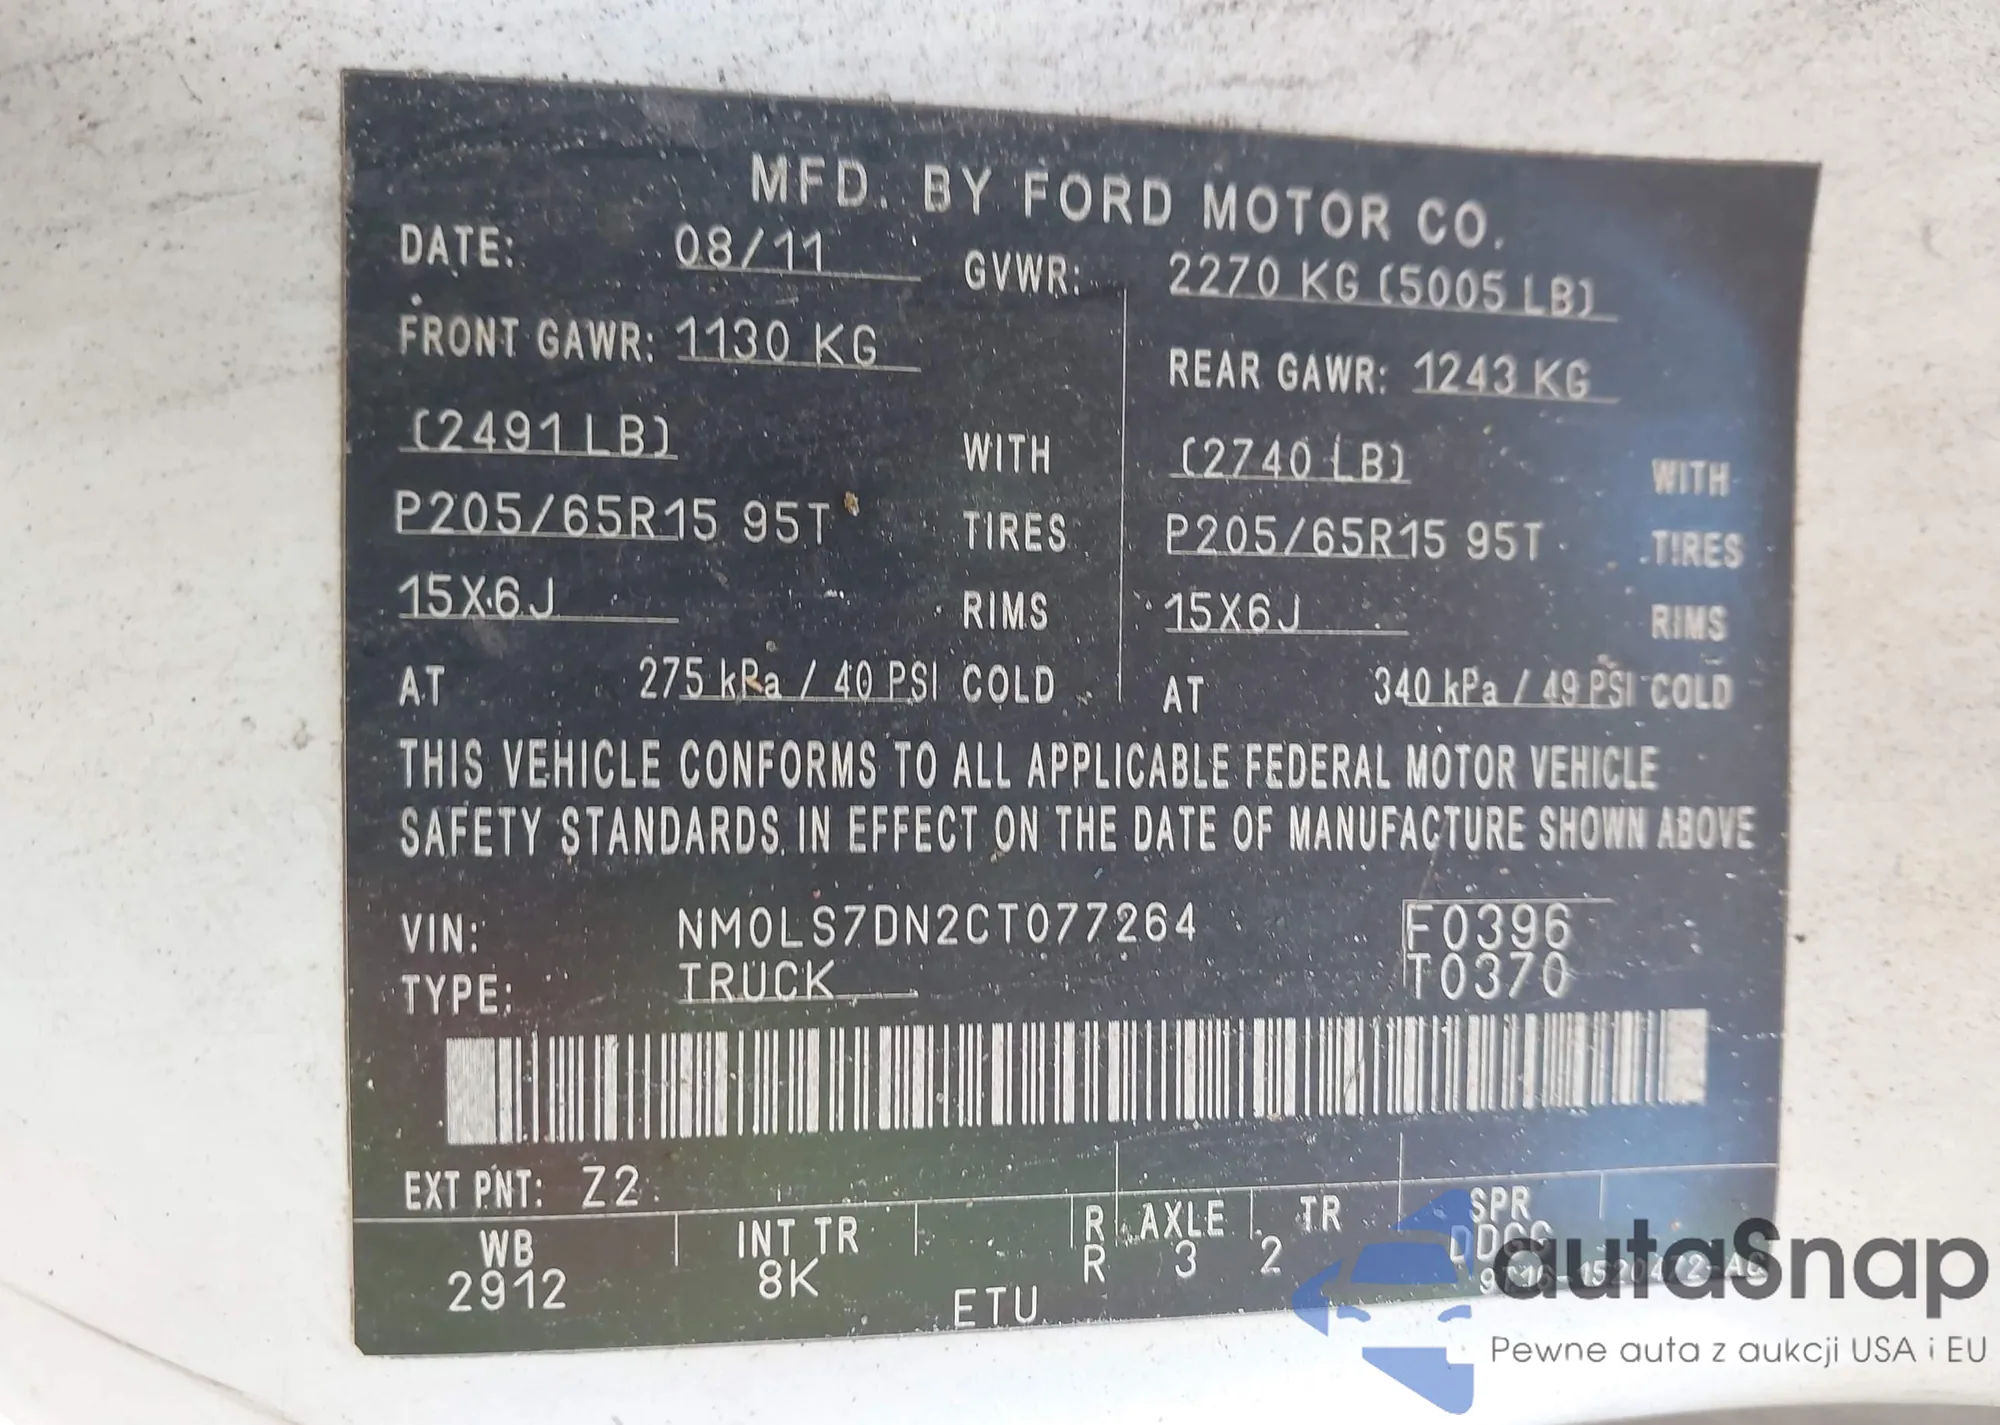 MFD. BY FORD MOTOR CO.
DATE: 08/11 GVWR: 2270 KG (5005 LB)
FRONT GAWR: 1130 KG REAR GAWR: 1243 KG
(2491 LB) WITH (2740 LB) WITH
P205/65R15 95T TIRES P205/65R15 95T TIRES
15X6J RIMS 15X6J RIMS
AT 275 kPa / 40 PSI COLD AT 340 kPa / 49 PSI COLD
THIS VEHICLE CONFORMS TO ALL APPLICABLE FEDERAL MOTOR VEHICLE
SAFETY STANDARDS IN EFFECT ON THE DATE OF MANUFACTURE SHOWN ABOVE
VIN: NM0LS7DN2CT077264 F0396
TYPE: TRUCK T0370
EXT PNT: Z2
WB INT TR R AXLE TR SPR
2912 8K R 3 2
ETU
autaSnap
Pewne auta z aukcji USA i EU